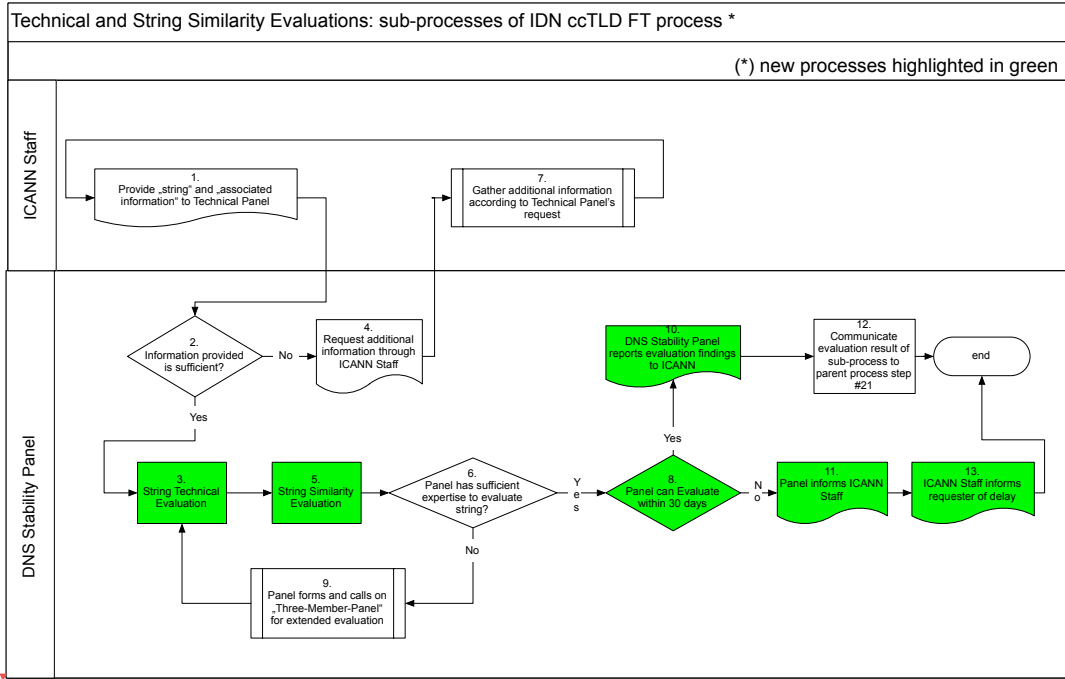 Technical and String Similarity Evaluations: sub-processes of IDN ccTLD FT process *
(*) new processes highlighted in green
ICANN Staff
1.
Provide „string“ and „associated
information“ to Technical Panel
7.
Gather additional information
according to Technical Panel's
request
DNS Stability Panel
2.
Information provided
is sufficient?
No
4.
Request additional
information through
ICANN Staff
Yes
10.
DNS Stability Panel
reports evaluation findings
to ICANN
12.
Communicate
evaluation result of
sub-process to
parent process step
#21
end
3.
String Technical
Evaluation
5.
String Similarity
Evaluation
6.
Panel has sufficient
expertise to evaluate
string?
Yes
8.
Panel can Evaluate
within 30 days
Yes
No
11.
Panel informs ICANN
Staff
13.
ICANN Staff informs
requester of delay
No
9.
Panel forms and calls on
„Three-Member-Panel“
for extended evaluation